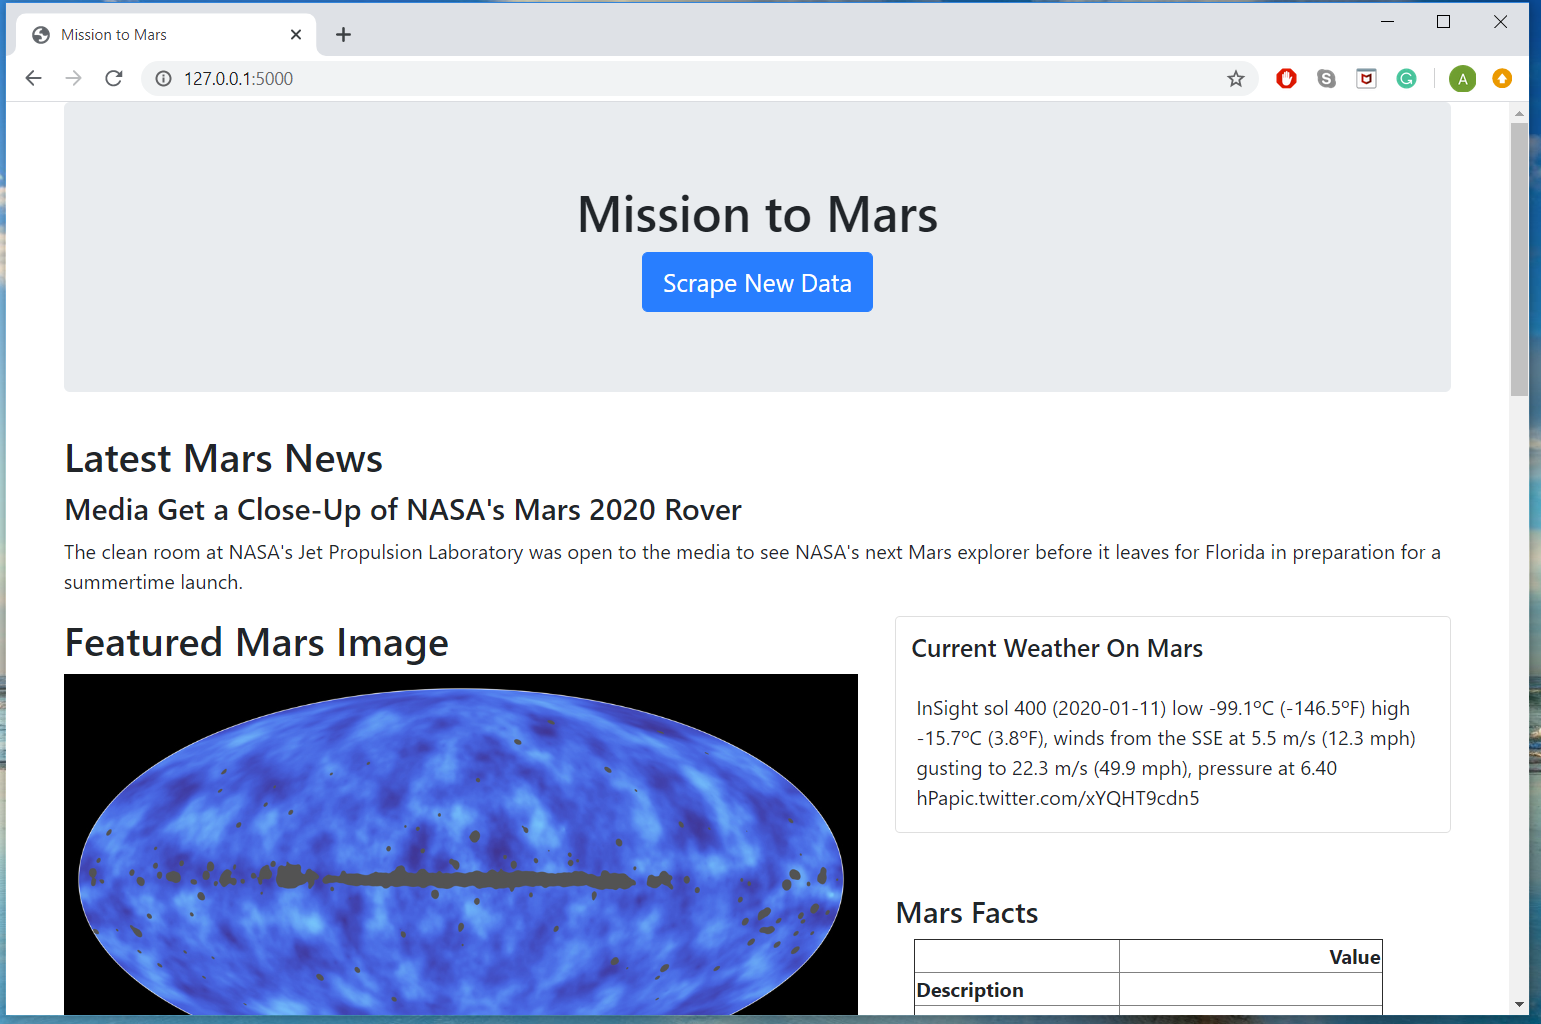 Mission to Mars
127.0.0.1:5000
A
Mission to Mars
Scrape New Data
Latest Mars News
Media Get a Close-Up of NASA's Mars 2020 Rover
The clean room at NASA's Jet Propulsion Laboratory was open to the media to see NASA's next Mars explorer before it leaves for Florida in preparation for a
summertime launch.
Featured Mars Image
Current Weather On Mars
InSight sol 400 (2020-01-11) low -99.1ºC (-146.5ºF) high
-15.7ºC (3.8ºF), winds from the SSE at 5.5 m/s (12.3 mph)
gusting to 22.3 m/s (49.9 mph), pressure at 6.40
hPapic.twitter.com/xYQHT9cdn5
Mars Facts
Value
Description